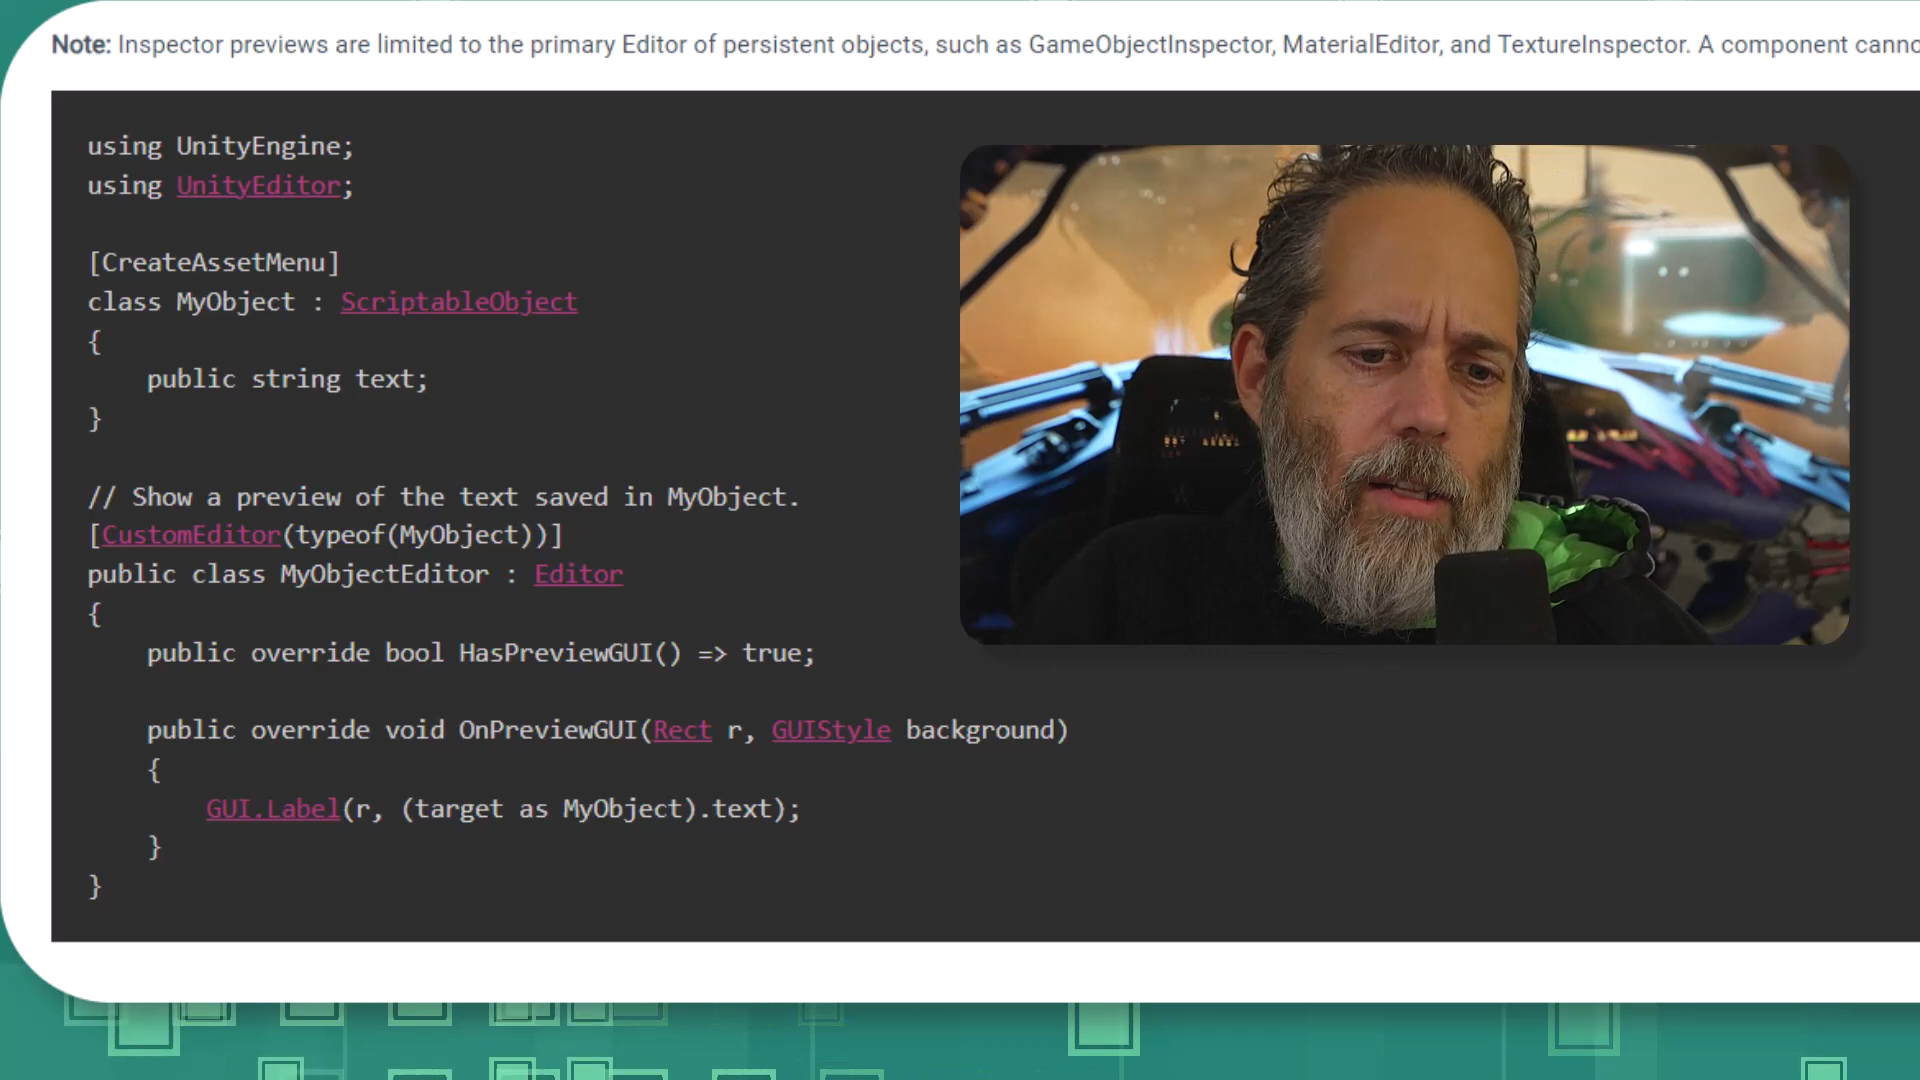 Note: Inspector previews are limited to the primary Editor of persistent objects, such as GameObjectInspector, MaterialEditor, and TextureInspector. A component canno
using UnityEngine;
using UnityEditor;
[CreateAssetMenu]
class MyObject : ScriptableObject
{
    public string text;
}
// Show a preview of the text saved in MyObject.
[CustomEditor(typeof(MyObject))]
public class MyObjectEditor : Editor
{
    public override bool HasPreviewGUI() => true;
    public override void OnPreviewGUI(Rect r, GUIStyle background)
    {
        GUI.Label(r, (target as MyObject).text);
    }
}